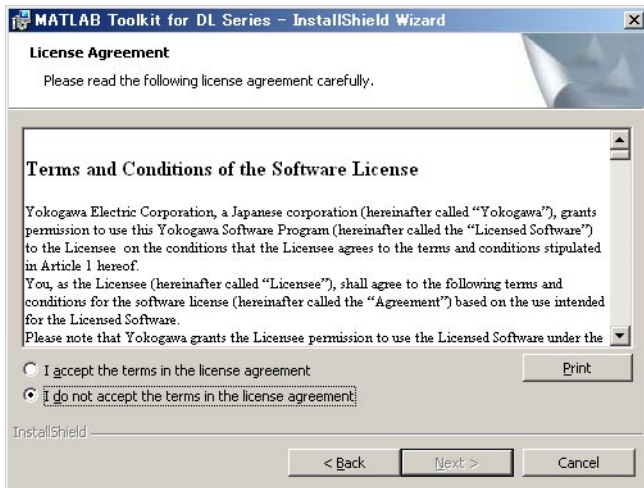 MATLAB Toolkit for DL Series - InstallShield Wizard
License Agreement
Please read the following license agreement carefully.
Terms and Conditions of the Software License
Yokogawa Electric Corporation, a Japanese corporation (hereinafter called “Yokogawa”), grants
permission to use this Yokogawa Software Program (hereinafter called the “Licensed Software”)
to the Licensee on the conditions that the Licensee agrees to the terms and conditions stipulated
in Article 1 hereof.
You, as the Licensee (hereinafter called “Licensee”), shall agree to the following terms and
conditions for the software license (hereinafter called the “Agreement”) based on the use intended
for the Licensed Software.
Please note that Yokogawa grants the Licensee permission to use the Licensed Software under the
I accept the terms in the license agreement
Print
I do not accept the terms in the license agreement
InstallShield
< Back
Next >
Cancel